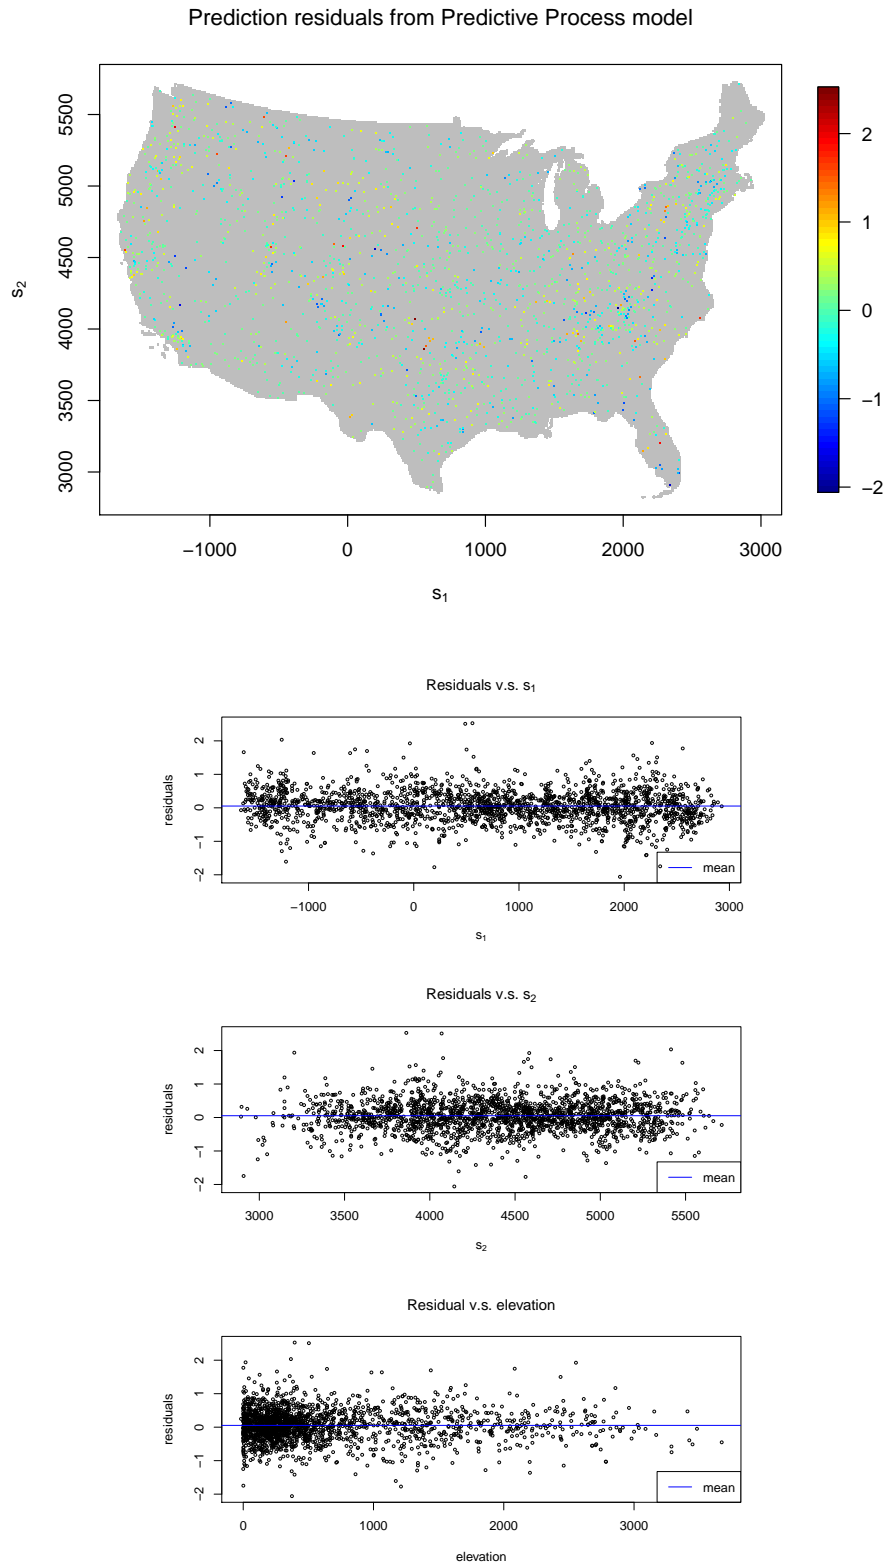 Prediction residuals from Predictive Process model
5500
5000
4500
4000
3500
3000
s₂
−1000 0 1000 2000 3000
s₁
2
1
0
−1
−2
Residuals v.s. s₁
2
1
0
−1
−2
residuals
mean
−1000 0 1000 2000 3000
s₁
Residuals v.s. s₂
2
1
0
−1
−2
residuals
mean
3000 3500 4000 4500 5000 5500
s₂
Residual v.s. elevation
2
1
0
−1
−2
residuals
mean
0 1000 2000 3000
elevation